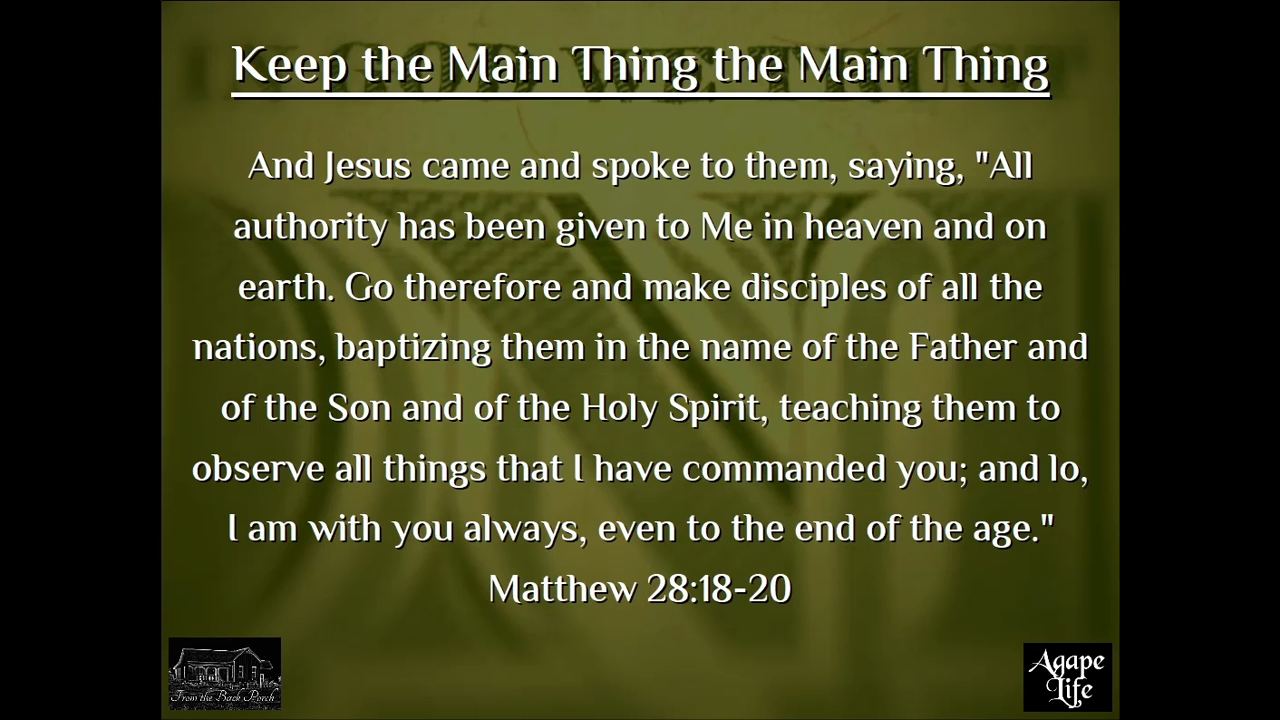 Keep the Main Thing the Main Thing
And Jesus came and spoke to them, saying, "All
authority has been given to Me in heaven and on
earth. Go therefore and make disciples of all the
nations, baptizing them in the name of the Father and
of the Son and of the Holy Spirit, teaching them to
observe all things that I have commanded you; and lo,
I am with you always, even to the end of the age."
Matthew 28:18-20
From the Back Porch
Agape
Life